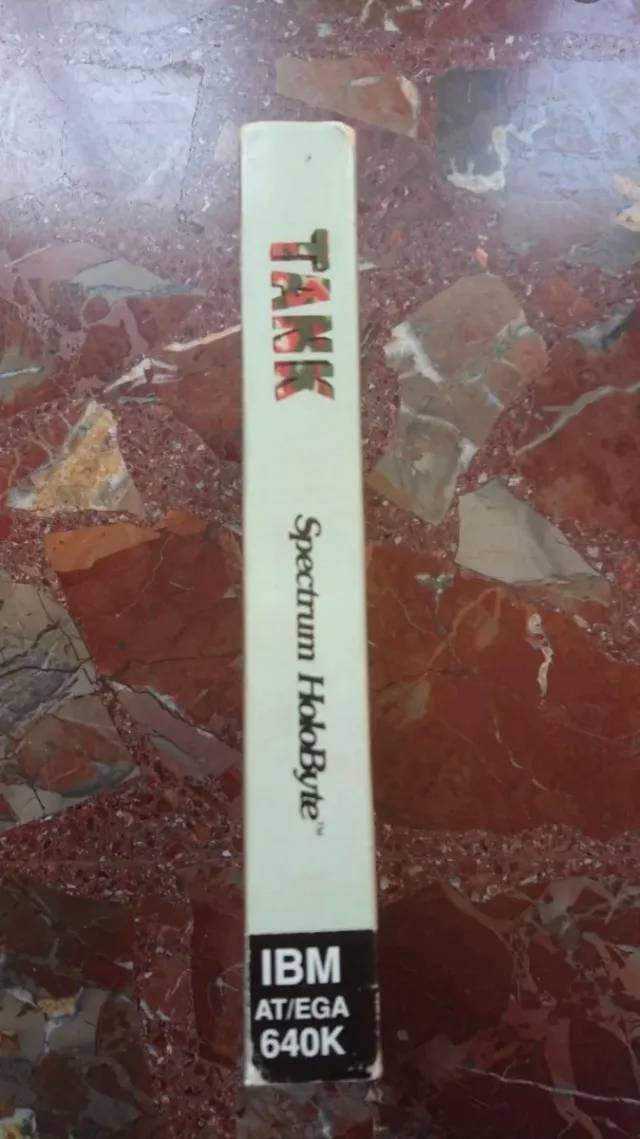 TANK
Spectrum HoloByte™
IBM
AT/EGA
640K